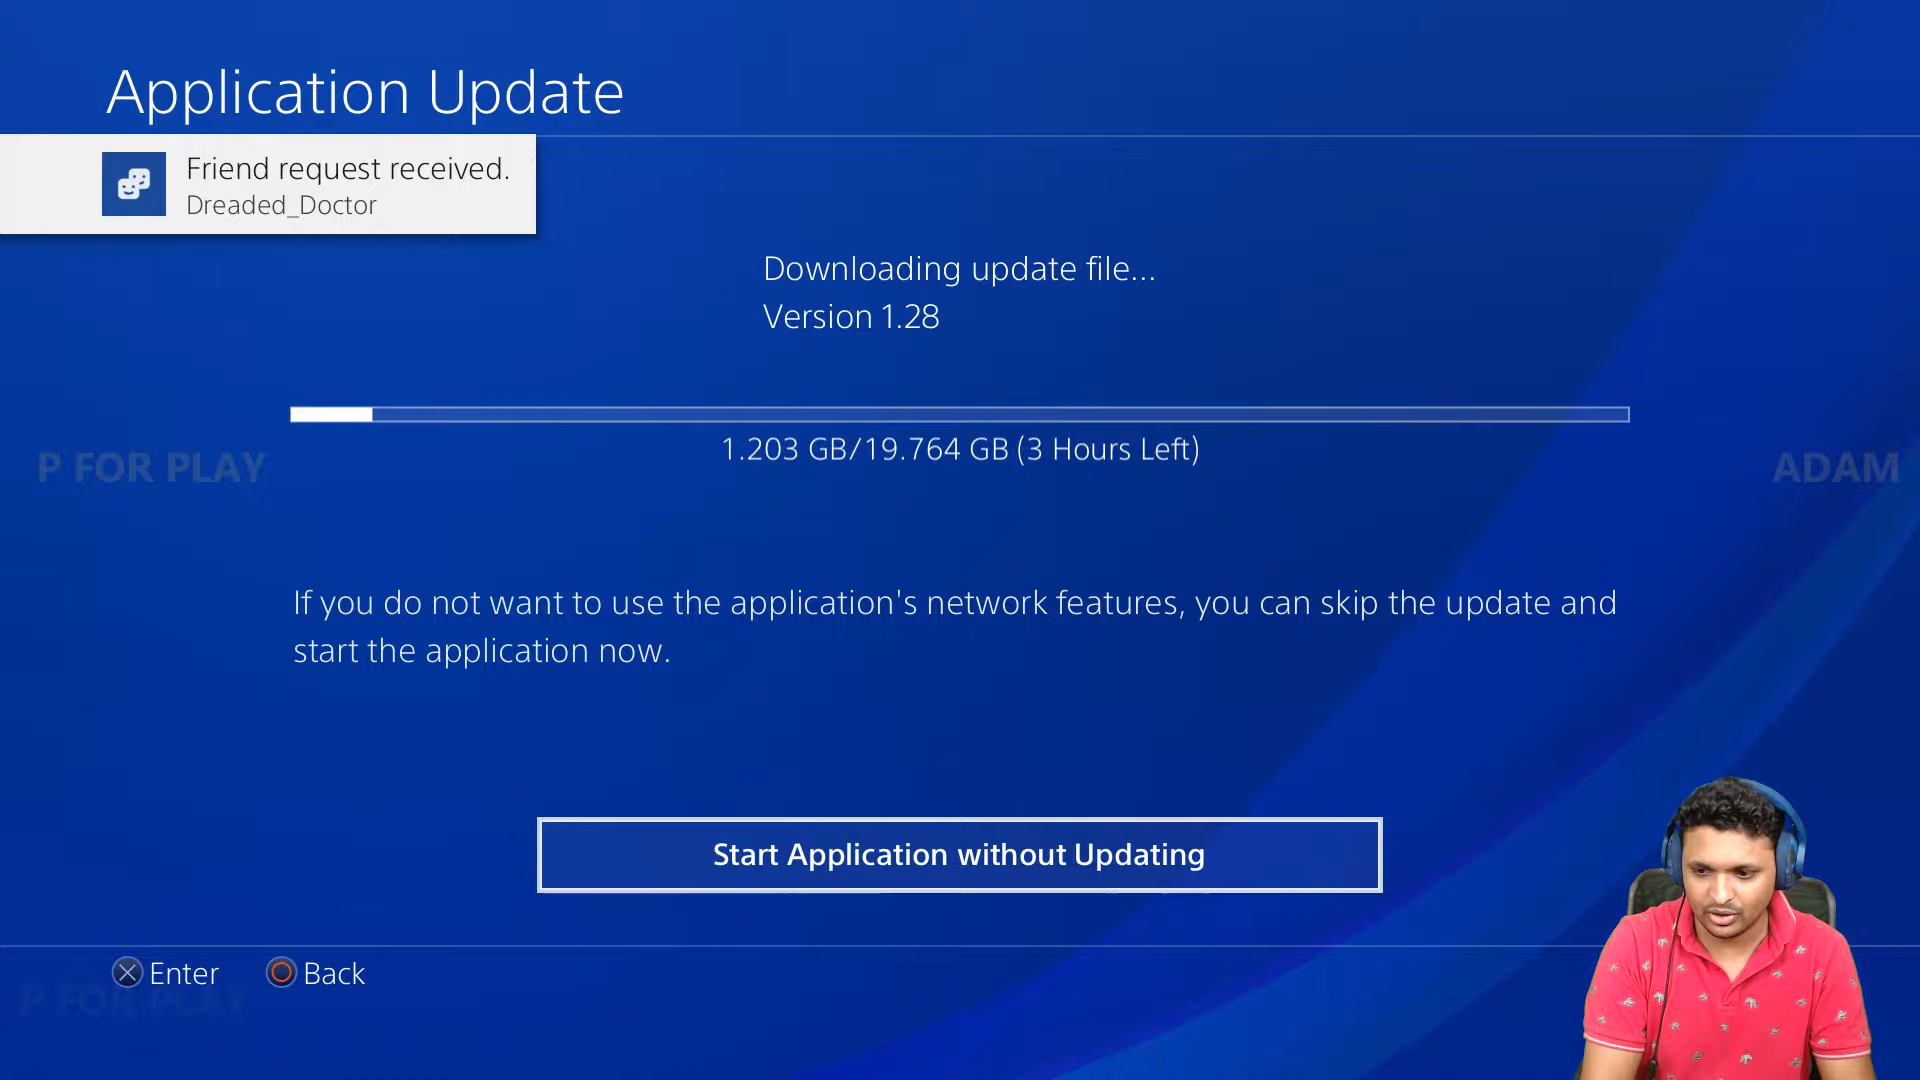 Application Update
Friend request received.
Dreaded_Doctor
Downloading update file...
Version 1.28
1.203 GB/19.764 GB (3 Hours Left)
P FOR PLAY
ADAM
If you do not want to use the application's network features, you can skip the update and
start the application now.
Start Application without Updating
Enter
Back
P FOR PLAY